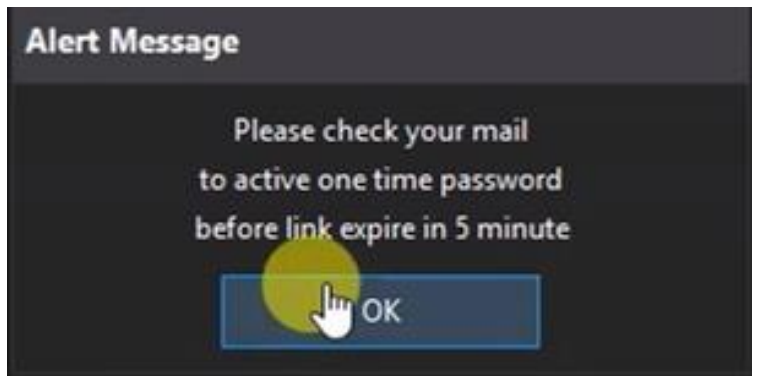 Alert Message
Please check your mail
to active one time password
before link expire in 5 minute
OK